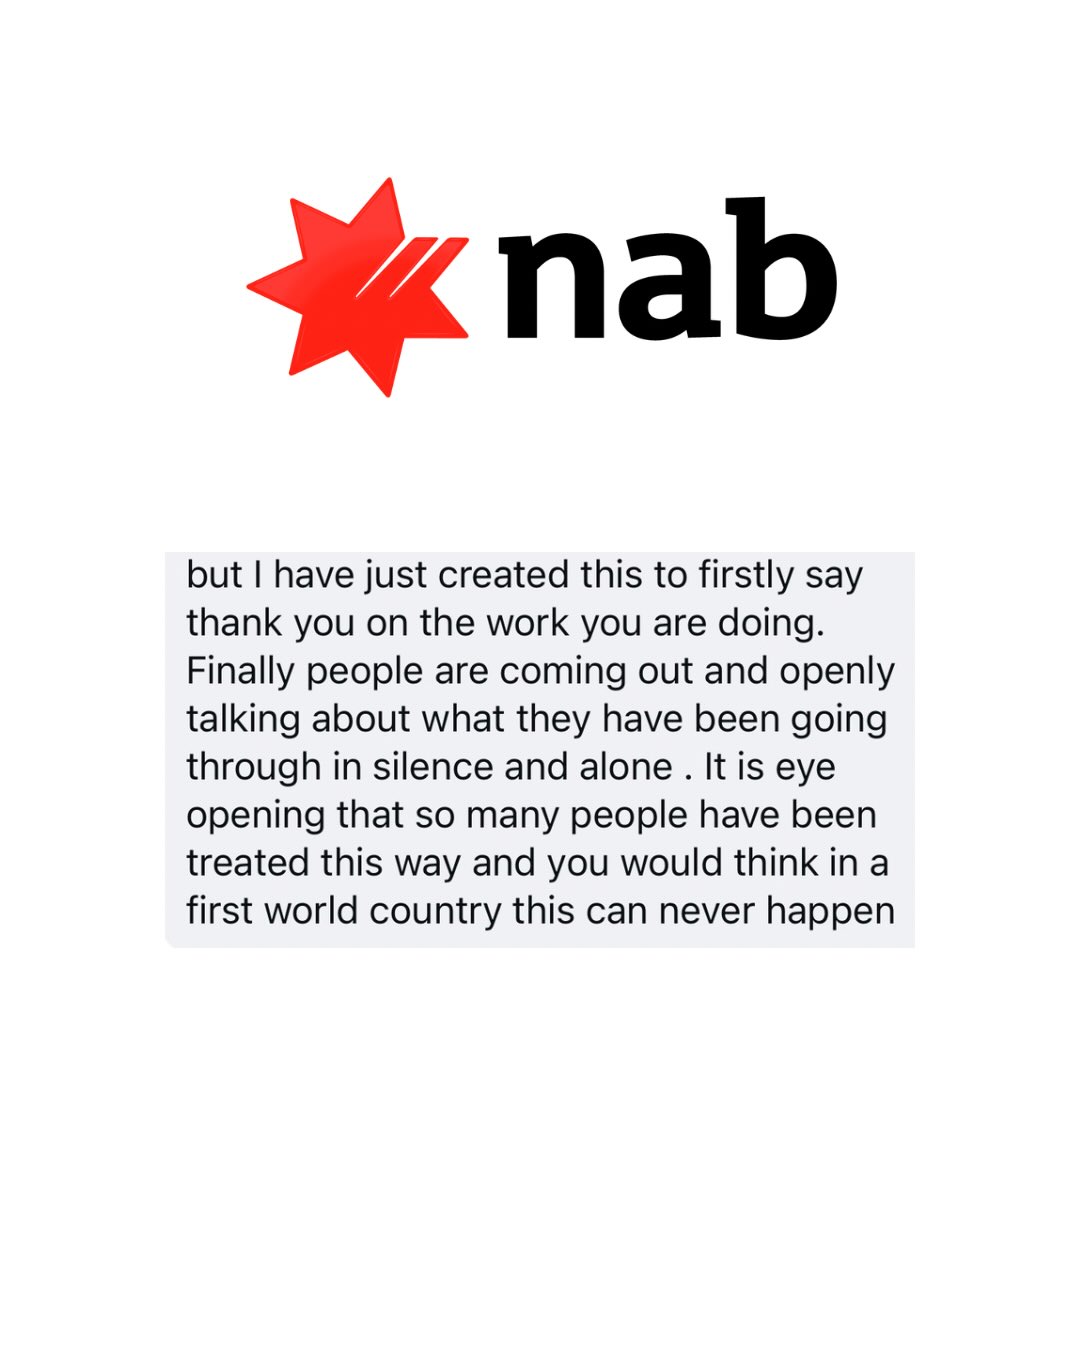 nab
but I have just created this to firstly say
thank you on the work you are doing.
Finally people are coming out and openly
talking about what they have been going
through in silence and alone . It is eye
opening that so many people have been
treated this way and you would think in a
first world country this can never happen